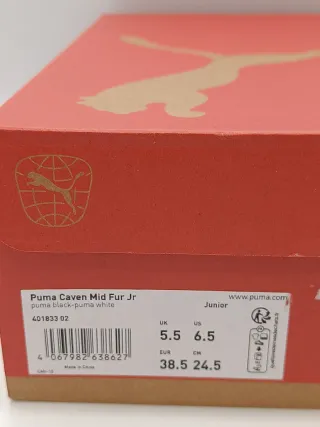 Puma Caven Mid Fur Jr
www.puma.com
puma black-puma white
Junior
401833 02
UK US
5.5 6.5
EUR CM
38.5 24.5
4 067982 638627
Made in China